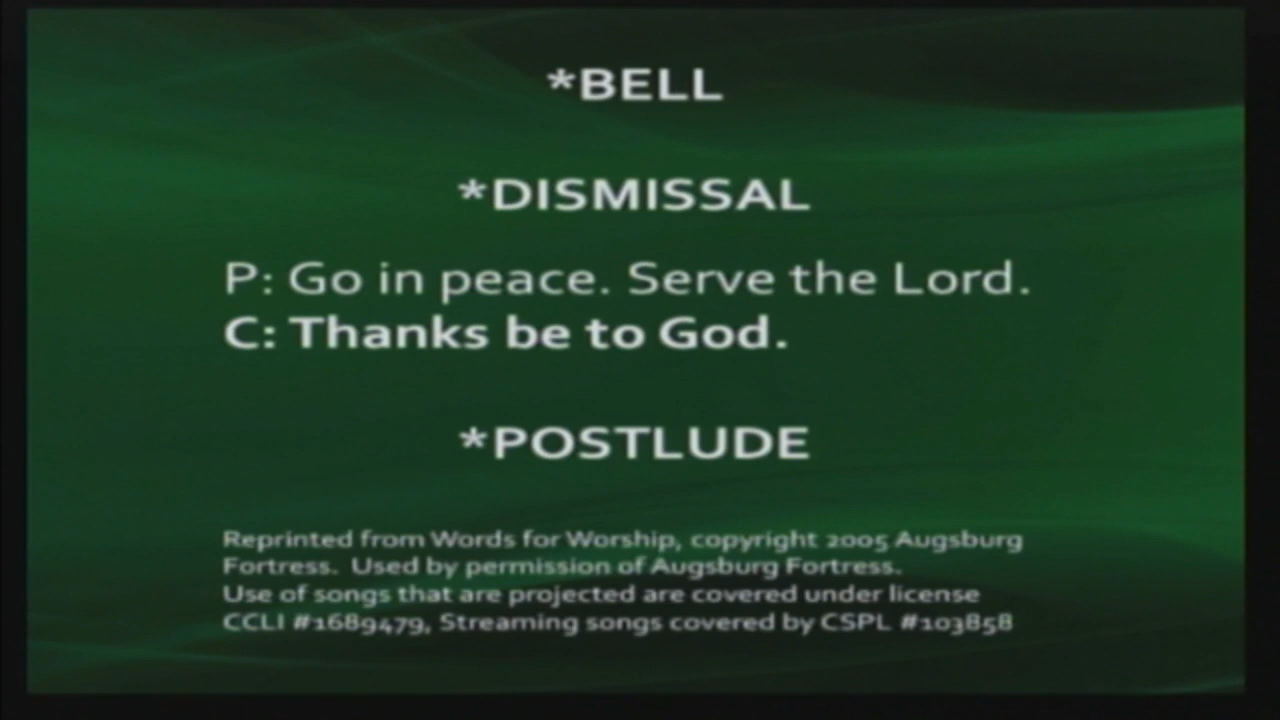 *BELL
*DISMISSAL
P: Go in peace. Serve the Lord.
C: Thanks be to God.
*POSTLUDE
Reprinted from Words for Worship, copyright 2005 Augsburg
Fortress. Used by permission of Augsburg Fortress.
Use of songs that are projected are covered under license
CCLI #1689479, Streaming songs covered by CSPL #103858